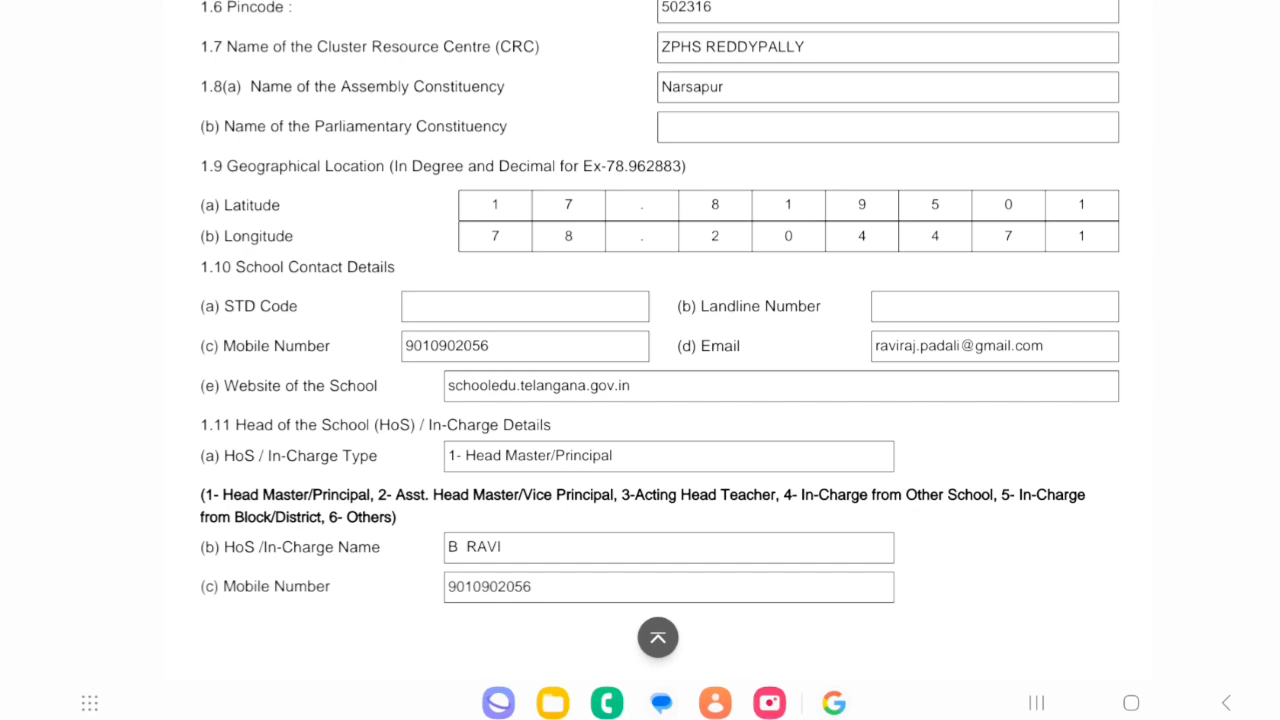 1.6 Pincode : 502316
1.7 Name of the Cluster Resource Centre (CRC) ZPHS REDDYPALLY
1.8(a) Name of the Assembly Constituency Narsapur
(b) Name of the Parliamentary Constituency
1.9 Geographical Location (In Degree and Decimal for Ex-78.962883)
(a) Latitude 1 7 . 8 1 9 5 0 1
(b) Longitude 7 8 . 2 0 4 4 7 1
1.10 School Contact Details
(a) STD Code (b) Landline Number
(c) Mobile Number 9010902056 (d) Email raviraj.padali@gmail.com
(e) Website of the School schooledu.telangana.gov.in
1.11 Head of the School (HoS) / In-Charge Details
(a) HoS / In-Charge Type 1- Head Master/Principal
(1- Head Master/Principal, 2- Asst. Head Master/Vice Principal, 3-Acting Head Teacher, 4- In-Charge from Other School, 5- In-Charge
from Block/District, 6- Others)
(b) HoS /In-Charge Name B RAVI
(c) Mobile Number 9010902056